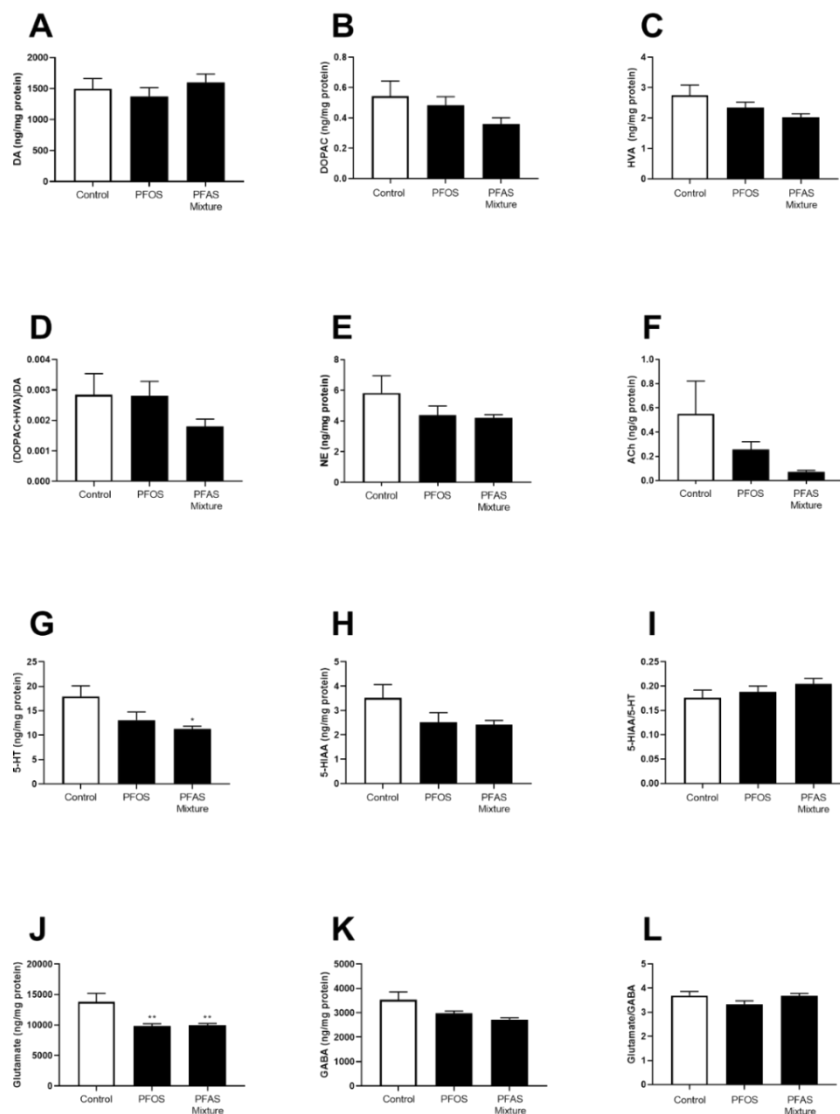 A
DA (ng/mg protein)
2000
1500
1000
500
0
Control
PFOS
PFAS
Mixture
B
DOPAC (ng/mg protein)
0.8
0.6
0.4
0.2
0.0
Control
PFOS
PFAS
Mixture
C
HVA (ng/mg protein)
4
3
2
1
0
Control
PFOS
PFAS
Mixture
D
(DOPAC+HVA)/DA
0.004
0.003
0.002
0.001
0.000
Control
PFOS
PFAS
Mixture
E
NE (ng/mg protein)
8
6
4
2
0
Control
PFOS
PFAS
Mixture
F
ACh (ng/g protein)
1.0
0.8
0.6
0.4
0.2
0.0
Control
PFOS
PFAS
Mixture
G
5-HT (ng/mg protein)
25
20
15
10
5
0
*
Control
PFOS
PFAS
Mixture
H
5-HIAA (ng/mg protein)
5
4
3
2
1
0
Control
PFOS
PFAS
Mixture
I
5-HIAA/5-HT
0.25
0.20
0.15
0.10
0.05
0.00
Control
PFOS
PFAS
Mixture
J
Glutamate (ng/mg protein)
20000
15000
10000
5000
0
**
**
Control
PFOS
PFAS
Mixture
K
GABA (ng/mg protein)
5000
4000
3000
2000
1000
0
Control
PFOS
PFAS
Mixture
L
Glutamate/GABA
5
4
3
2
1
0
Control
PFOS
PFAS
Mixture